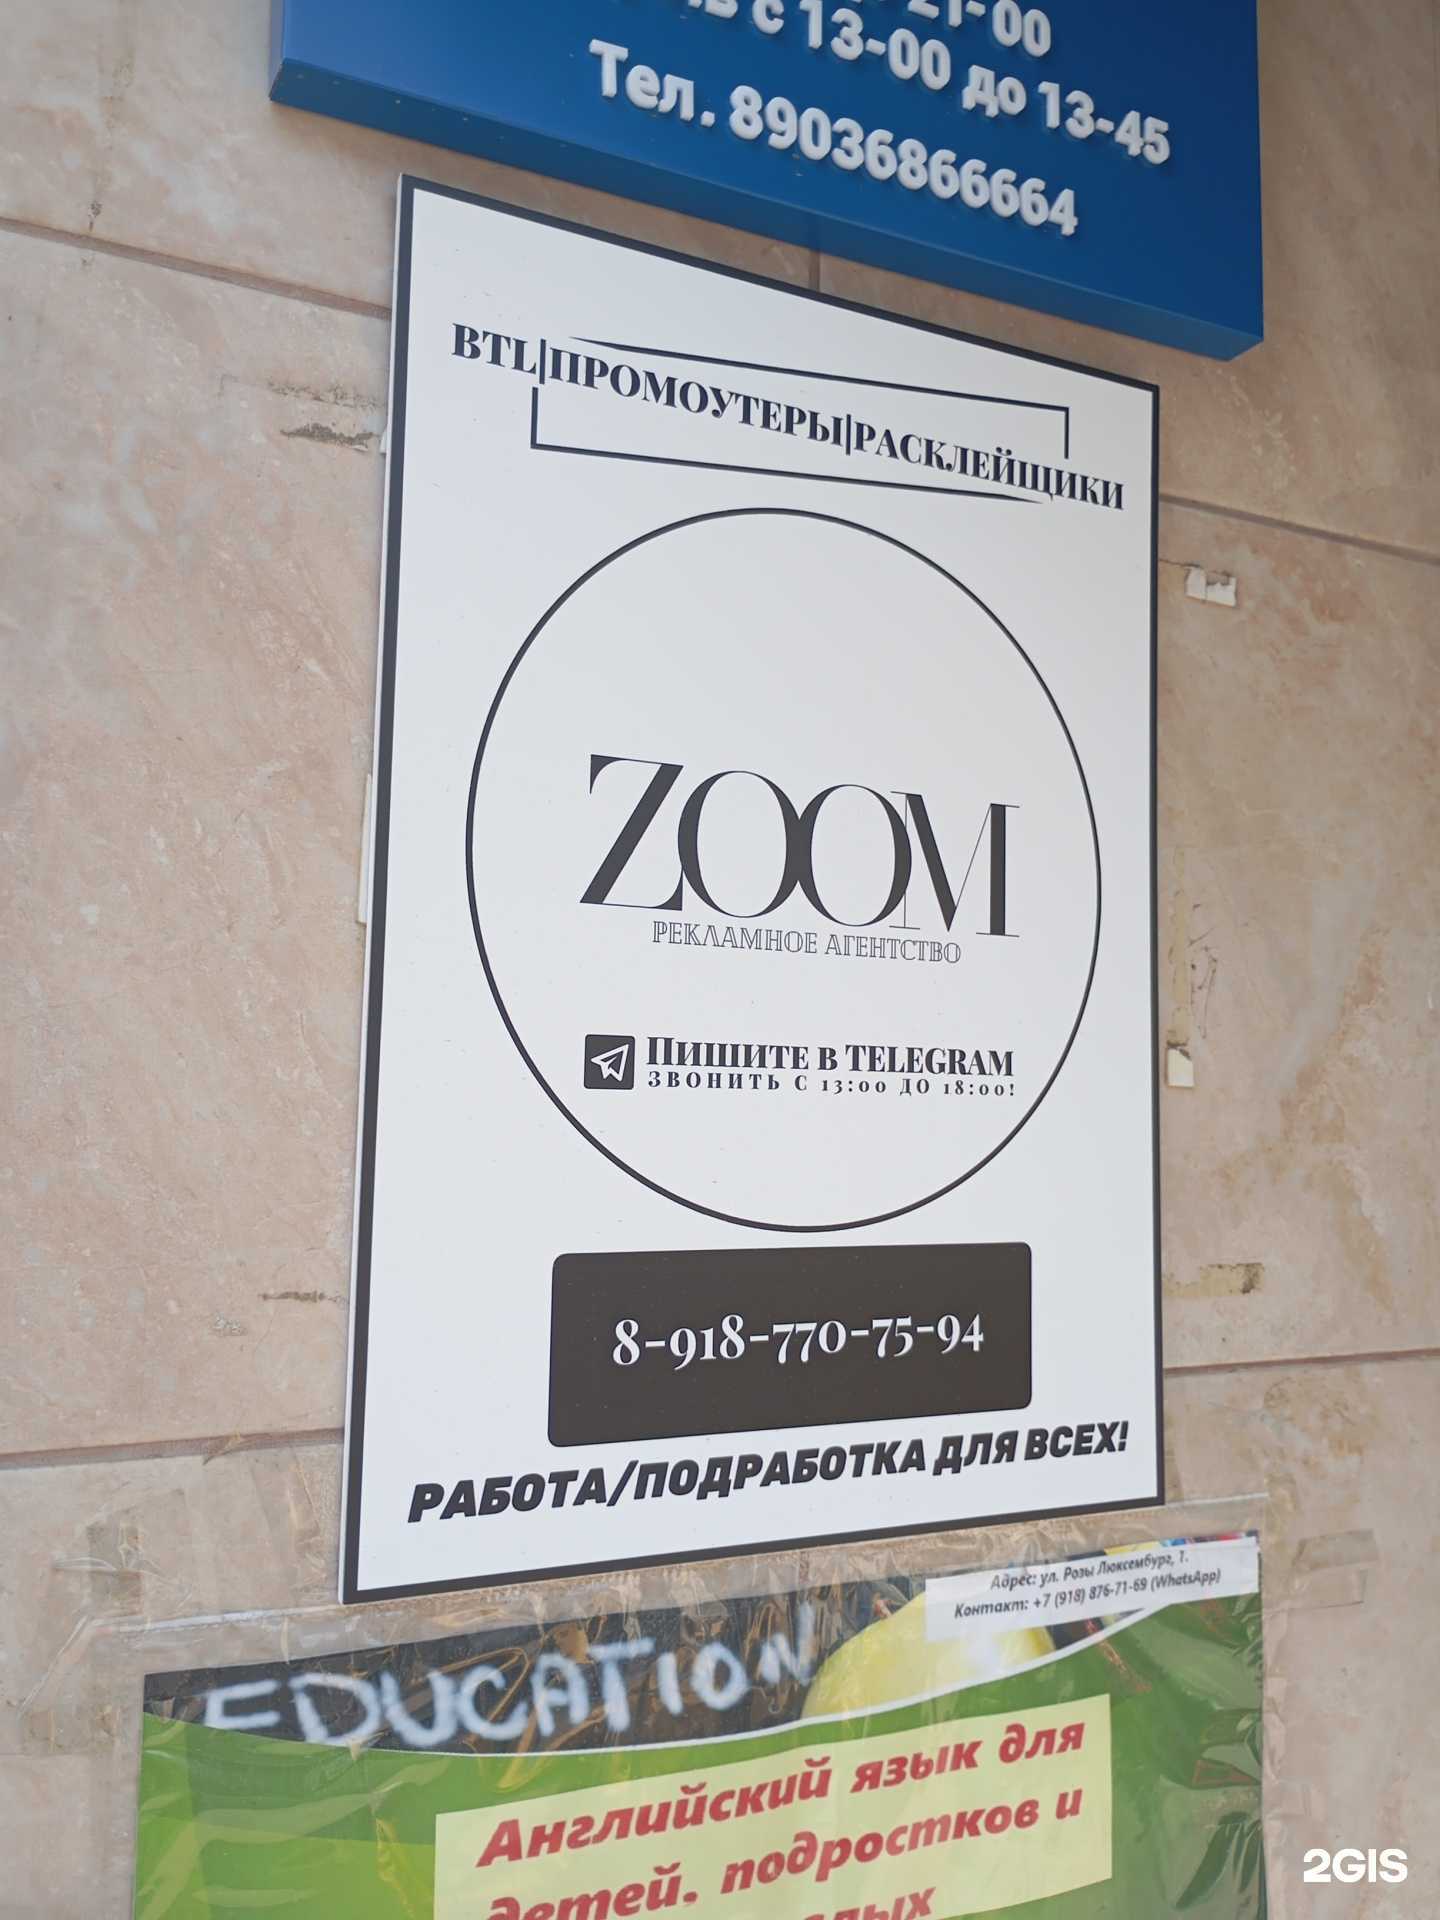 21-00
с 13-00 до 13-45
Тел. 89036866664
BTL|ПРОМОУТЕРЫ|РАСКЛЕЙЩИКИ
ZOOM
РЕКЛАМНОЕ АГЕНТСТВО
ПИШИТЕ В TELEGRAM
ЗВОНИТЬ С 13:00 ДО 18:00!
8-918-770-75-94
РАБОТА/ПОДРАБОТКА ДЛЯ ВСЕХ!
Адрес: ул. Розы Люксембург, 1.
Контакт: +7 (918) 876-71-69 (WhatsApp)
EDUCATION
Английский язык для
детей. подростков и
2GIS